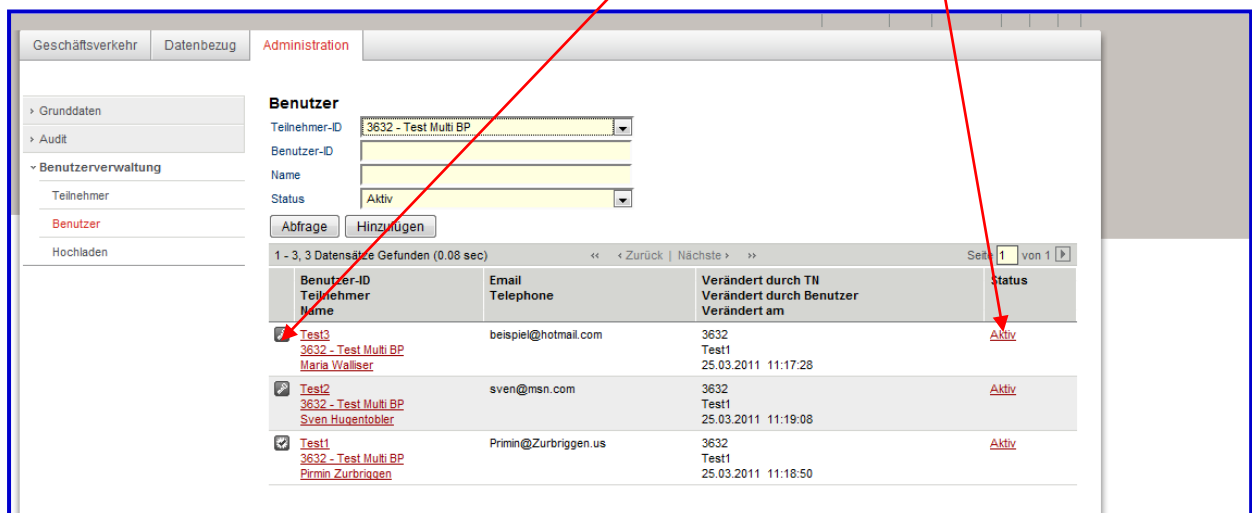 Geschäftsverkehr Datenbezug Administration
› Grunddaten
› Audit
Benutzerverwaltung
Teilnehmer
Benutzer
Hochladen
Benutzer
Teilnehmer-ID 3632 - Test Multi BP
Benutzer-ID
Name
Status Aktiv
Abfrage Hinzufügen
1 - 3, 3 Datensätze Gefunden (0.08 sec) ‹‹ ‹ Zurück | Nächste › ›› Seite 1 von 1
Benutzer-ID Email Verändert durch TN Status
Teilnehmer Telephone Verändert durch Benutzer
Name Verändert am
Test3 beispiel@hotmail.com 3632 Aktiv
3632 - Test Multi BP Test1
Maria Walliser 25.03.2011 11:17:28
Test2 sven@msn.com 3632 Aktiv
3632 - Test Multi BP Test1
Sven Hugentobler 25.03.2011 11:19:08
Test1 Primin@Zurbriggen.us 3632 Aktiv
3632 - Test Multi BP Test1
Pirmin Zurbriggen 25.03.2011 11:18:50